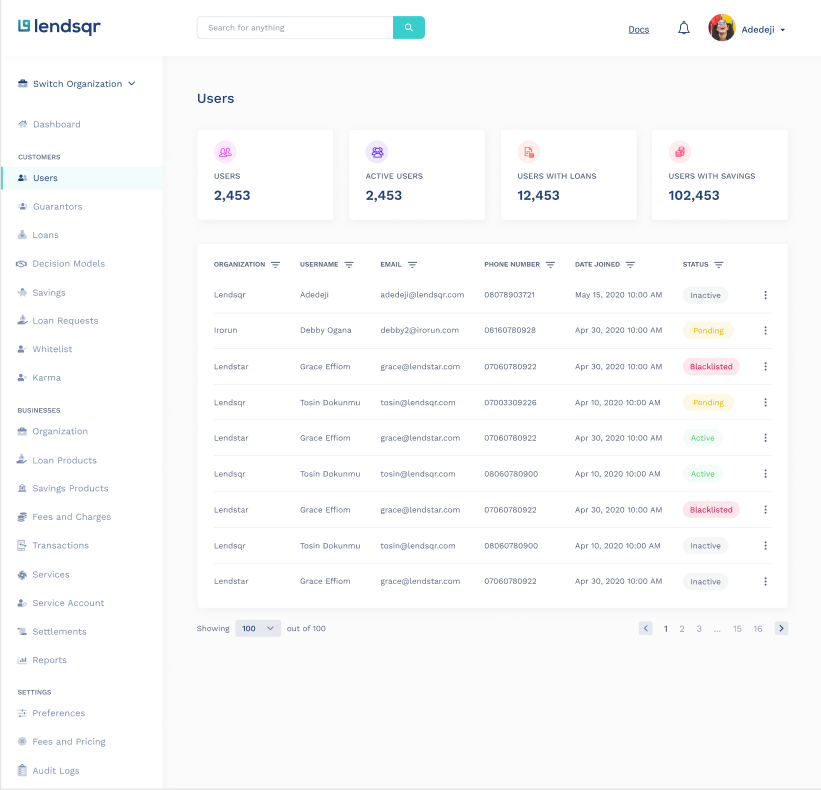 lendsqr
Search for anything
Docs
Adedeji
Switch Organization
Dashboard
CUSTOMERS
Users
Guarantors
Loans
Decision Models
Savings
Loan Requests
Whitelist
Karma
BUSINESSES
Organization
Loan Products
Savings Products
Fees and Charges
Transactions
Services
Service Account
Settlements
Reports
SETTINGS
Preferences
Fees and Pricing
Audit Logs
Users
USERS
2,453
ACTIVE USERS
2,453
USERS WITH LOANS
12,453
USERS WITH SAVINGS
102,453
ORGANIZATION USERNAME EMAIL PHONE NUMBER DATE JOINED STATUS
Lendsqr Adedeji adedeji@lendsqr.com 08078903721 May 15, 2020 10:00 AM Inactive
Irorun Debby Ogana debby2@irorun.com 08160780928 Apr 30, 2020 10:00 AM Pending
Lendstar Grace Effiom grace@lendstar.com 07060780922 Apr 30, 2020 10:00 AM Blacklisted
Lendsqr Tosin Dokunmu tosin@lendsqr.com 07003309226 Apr 10, 2020 10:00 AM Pending
Lendstar Grace Effiom grace@lendstar.com 07060780922 Apr 30, 2020 10:00 AM Active
Lendsqr Tosin Dokunmu tosin@lendsqr.com 08060780900 Apr 10, 2020 10:00 AM Active
Lendstar Grace Effiom grace@lendstar.com 07060780922 Apr 30, 2020 10:00 AM Blacklisted
Lendsqr Tosin Dokunmu tosin@lendsqr.com 08060780900 Apr 10, 2020 10:00 AM Inactive
Lendstar Grace Effiom grace@lendstar.com 07060780922 Apr 30, 2020 10:00 AM Inactive
Showing 100 out of 100
1 2 3 ... 15 16